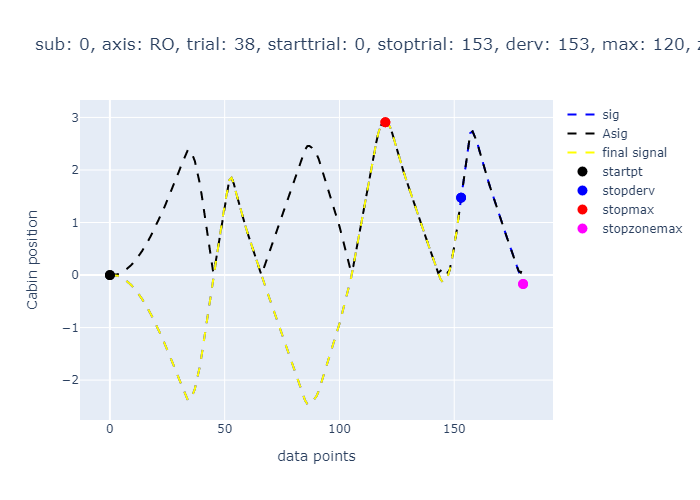 sub: 0, axis: RO, trial: 38, starttrial: 0, stoptrial: 153, derv: 153, max: 120,
3
2
1
0
−1
−2
Cabin position
0
50
100
150
data points
sig
Asig
final signal
startpt
stopderv
stopmax
stopzonemax